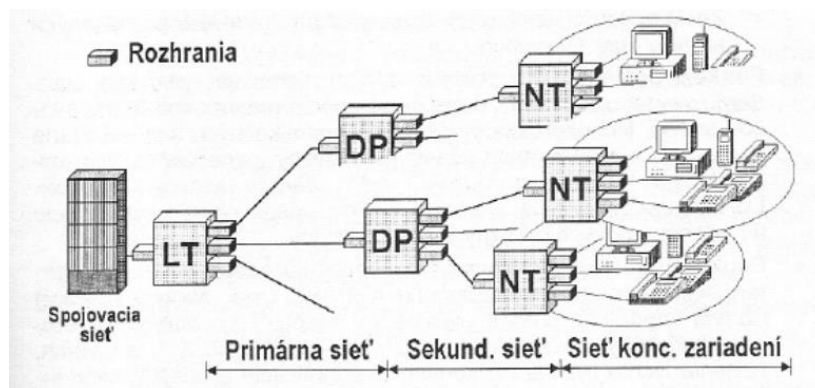 Rozhrania
NT
DP
NT
LT
DP
NT
Spojovacia
sieť
Primárna sieť
Sekund. sieť
Sieť konc. zariadení